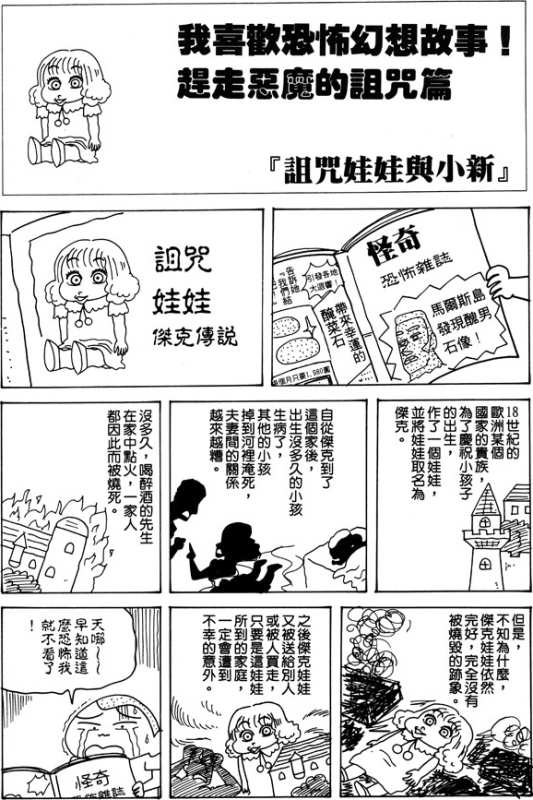 我喜歡恐怖幻想故事！
趕走惡魔的詛咒篇
『詛咒娃娃與小新』
怪奇
恐怖雜誌
馬爾斯島
發現醜男
石像！
引發各地
大迴響！
帶來幸運的
醃菜石
詛咒
娃娃
傑克傳說
18世紀的
歐洲某個
國家的貴族，
為了慶祝小孩子
的出生，
作了一個娃娃，
並將娃娃取名為
傑克。
自從傑克到了
這個家後，
出生沒多久的小孩
生病了，
其他的小孩
掉到河裡淹死，
夫妻間的關係
越來越糟。
沒多久，喝醉酒的先生
在家中點火，一家人
都因此而被燒死。
但是，
不知為什麼，
傑克娃娃依然
完好，完全沒有
被燒毀的跡象。
之後傑克娃娃
又被送給別人
或被人買走，
只要是這娃娃
所到的家庭，
一定會遭到
不幸的意外。
天哪～～
早知道這
麼恐怖我
就不看了
！
怪奇
恐怖雜誌